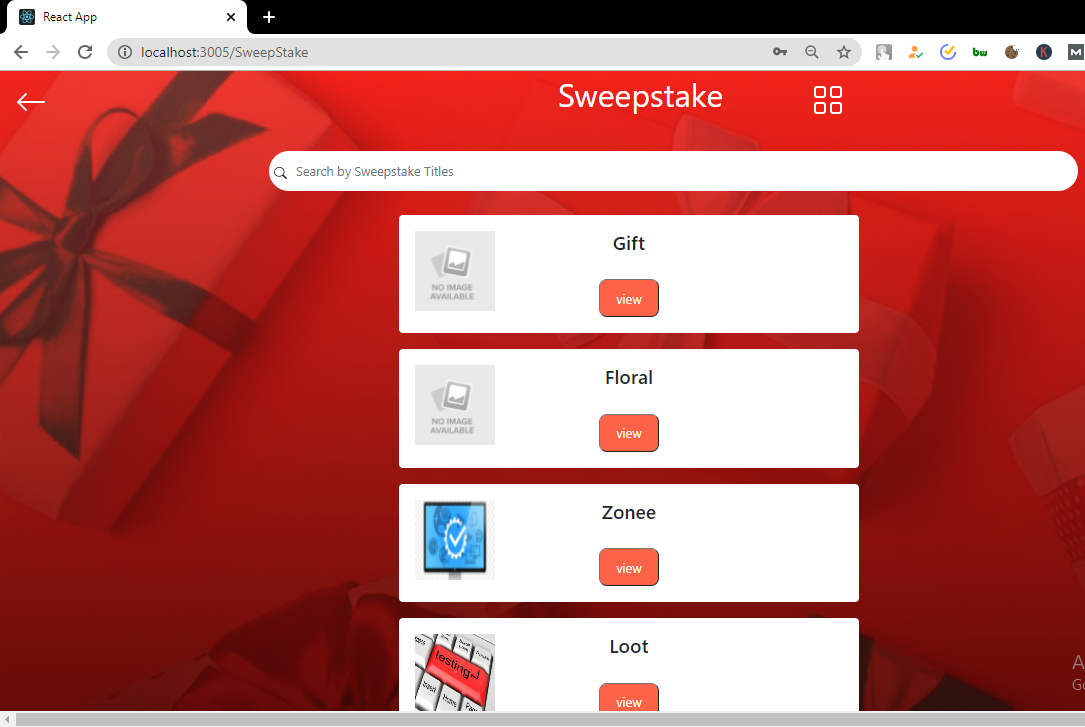 React App
localhost:3005/SweepStake
bw
K
M
Sweepstake
Search by Sweepstake Titles
NO IMAGE
AVAILABLE
Gift
view
NO IMAGE
AVAILABLE
Floral
view
Zonee
view
testing
Home
Loot
view
A
Go